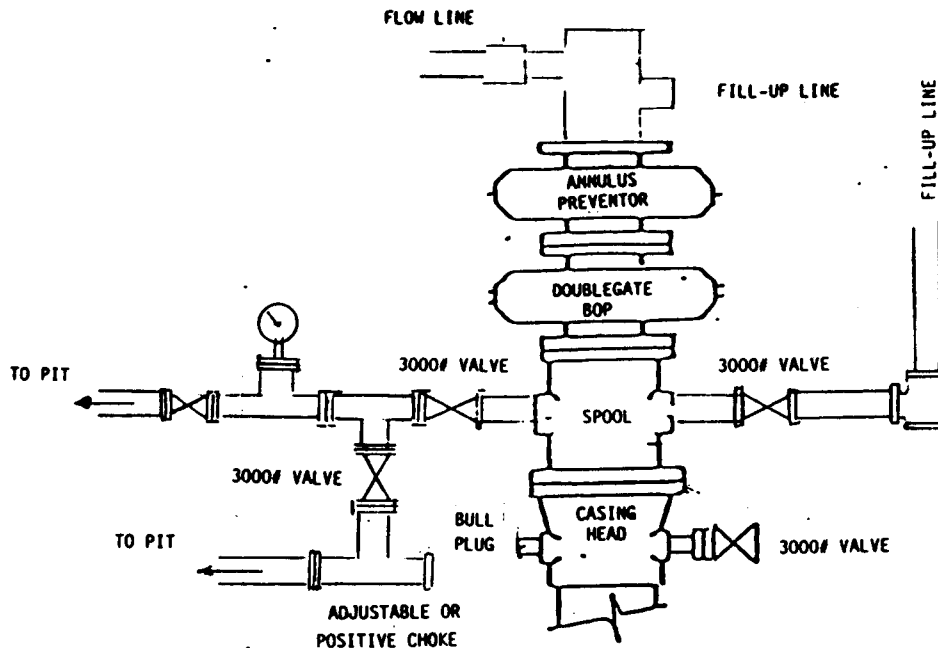 FLOW LINE
FILL-UP LINE
FILL-UP LINE
ANNULUS
PREVENTOR
DOUBLEGATE
BOP
3000# VALVE
3000# VALVE
TO PIT
SPOOL
3000# VALVE
BULL
PLUG
CASING
HEAD
TO PIT
3000# VALVE
ADJUSTABLE OR
POSITIVE CHOKE